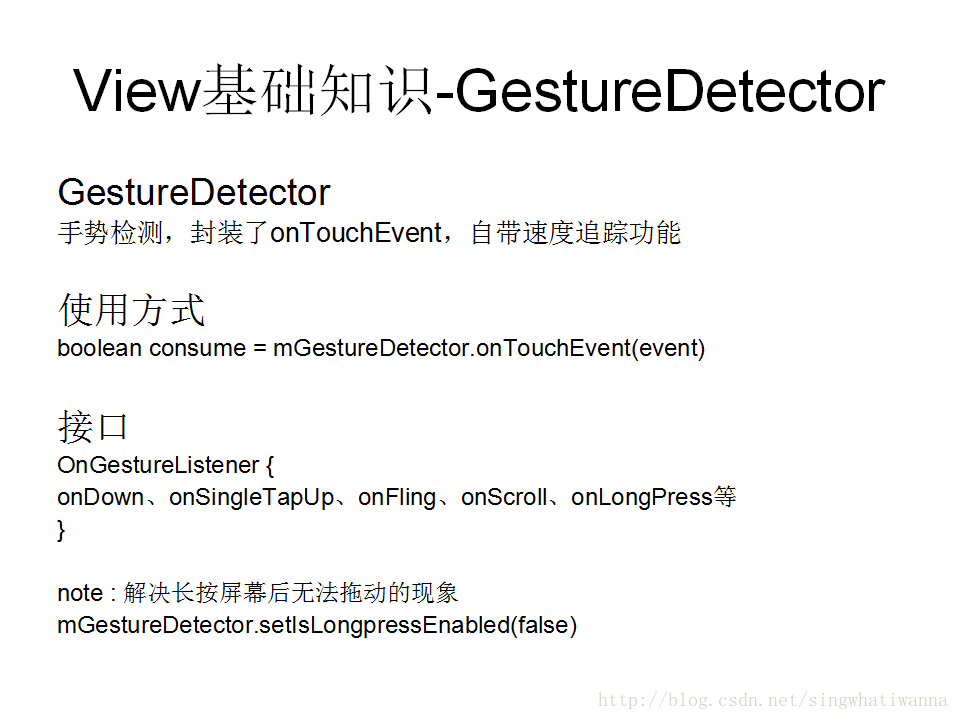 View基础知识-GestureDetector
GestureDetector
手势检测，封装了onTouchEvent，自带速度追踪功能
使用方式
boolean consume = mGestureDetector.onTouchEvent(event)
接口
OnGestureListener {
onDown、onSingleTapUp、onFling、onScroll、onLongPress等
}
note : 解决长按屏幕后无法拖动的现象
mGestureDetector.setIsLongpressEnabled(false)
http://blog.csdn.net/singwhatiwanna